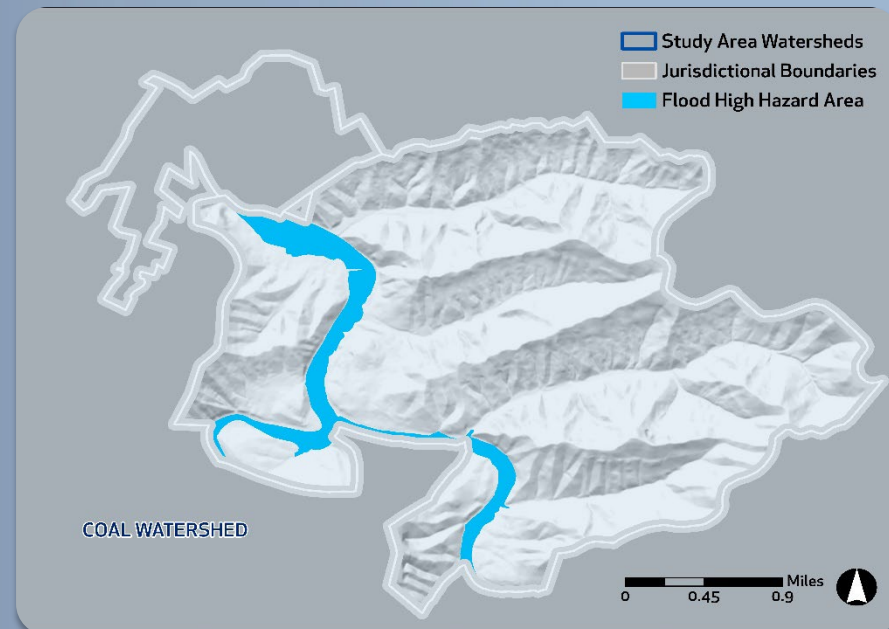 Study Area Watersheds
Jurisdictional Boundaries
Flood High Hazard Area
COAL WATERSHED
Miles
0 0.45 0.9